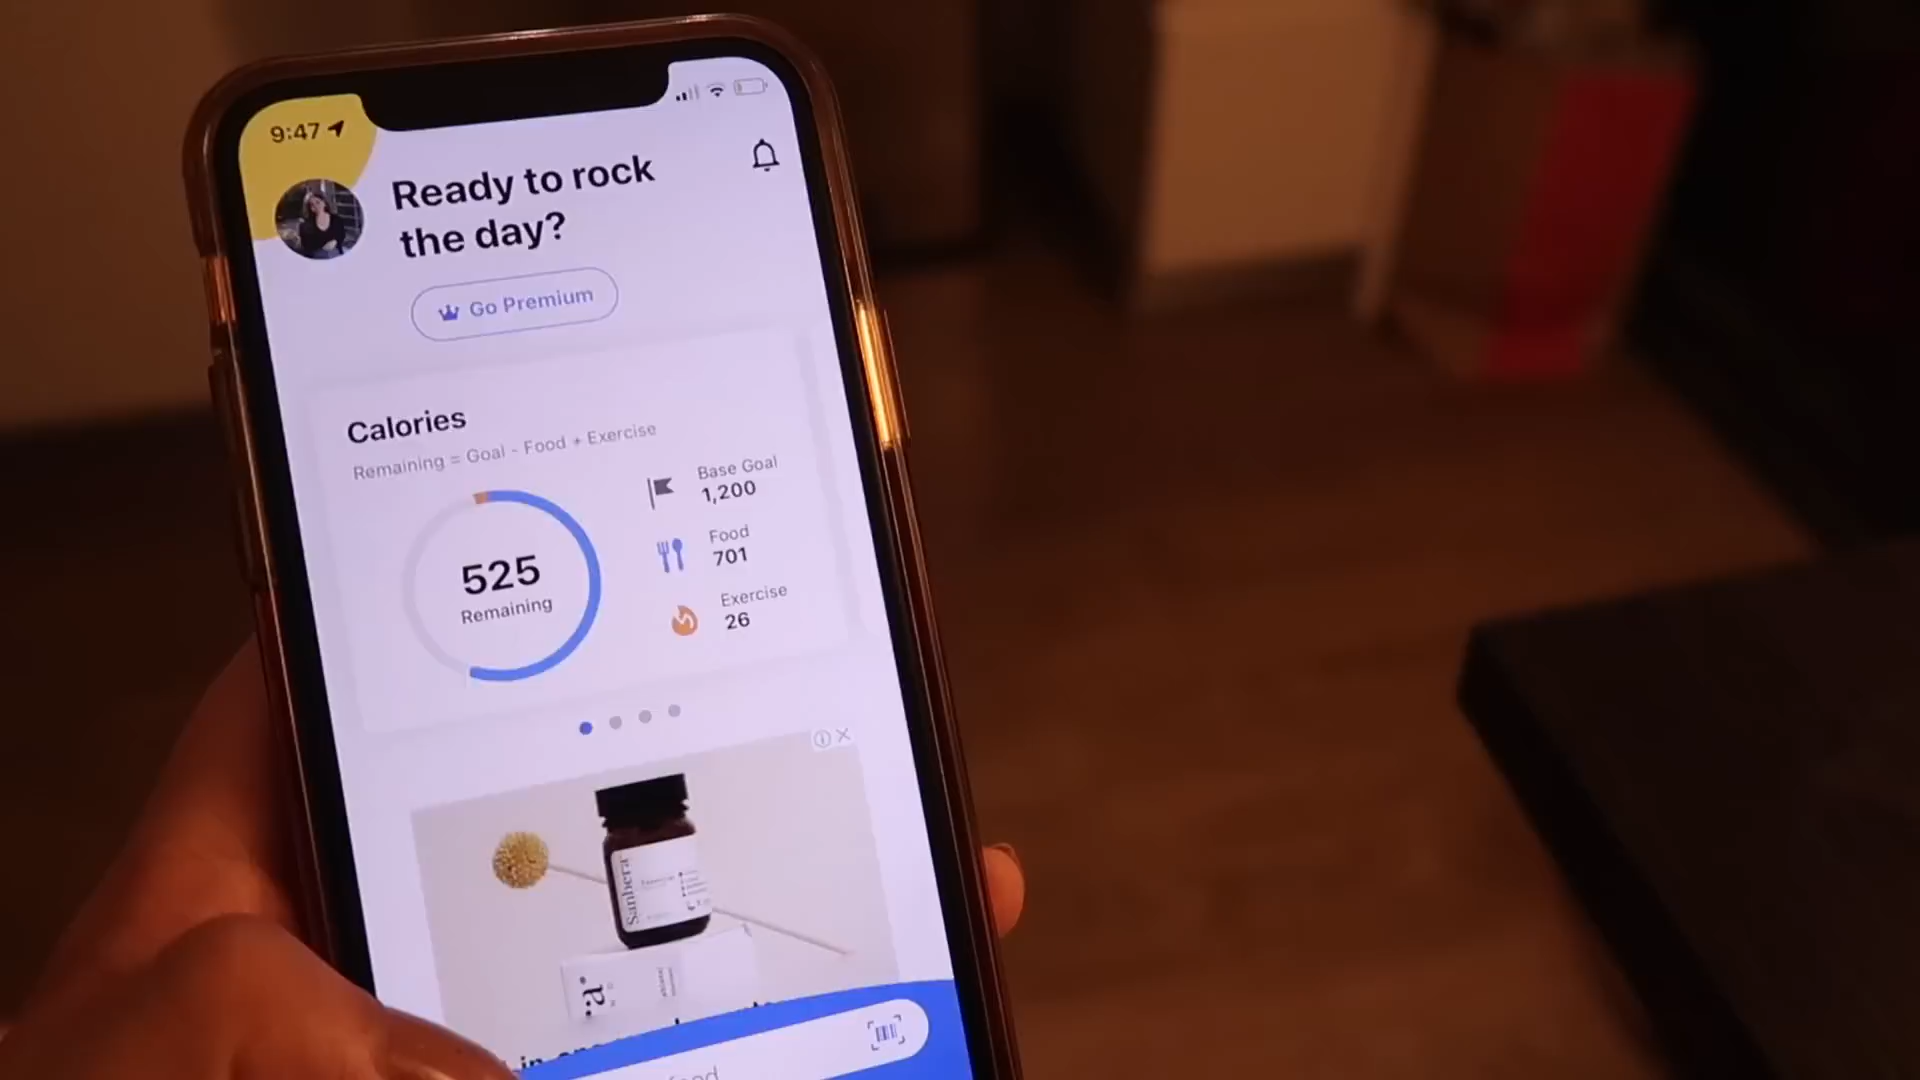 9:47
Ready to rock
the day?
Go Premium
Calories
Remaining = Goal - Food + Exercise
525
Remaining
Base Goal
1,200
Food
701
Exercise
26
Sanbera